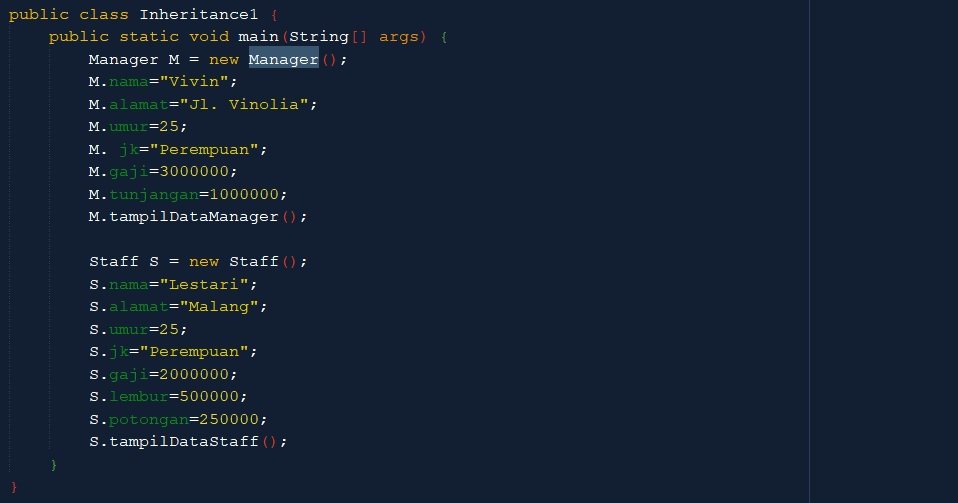 public class Inheritance1 {
    public static void main(String[] args) {
        Manager M = new Manager();
        M.nama="Vivin";
        M.alamat="Jl. Vinolia";
        M.umur=25;
        M. jk="Perempuan";
        M.gaji=3000000;
        M.tunjangan=1000000;
        M.tampilDataManager();

        Staff S = new Staff();
        S.nama="Lestari";
        S.alamat="Malang";
        S.umur=25;
        S.jk="Perempuan";
        S.gaji=2000000;
        S.lembur=500000;
        S.potongan=250000;
        S.tampilDataStaff();
    }
}